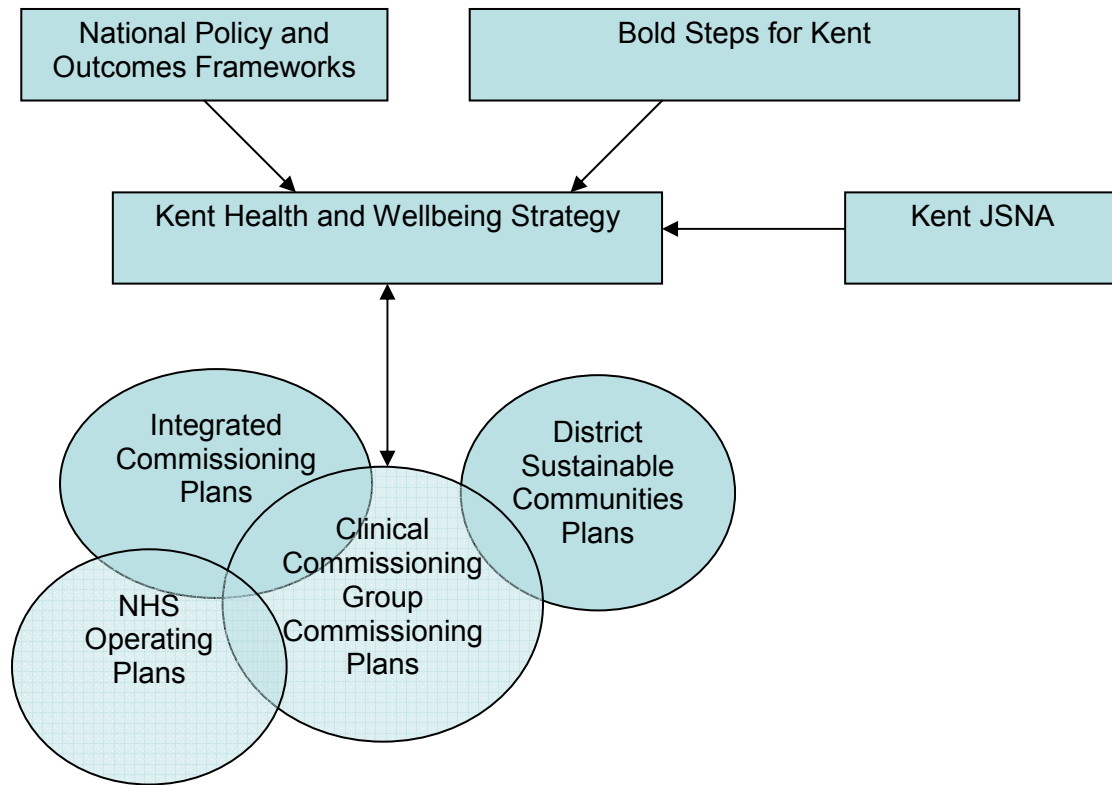 National Policy and
Outcomes Frameworks
Bold Steps for Kent
Kent Health and Wellbeing Strategy
Kent JSNA
Integrated
Commissioning
Plans
District
Sustainable
Communities
Plans
Clinical
Commissioning
Group
Commissioning
Plans
NHS
Operating
Plans